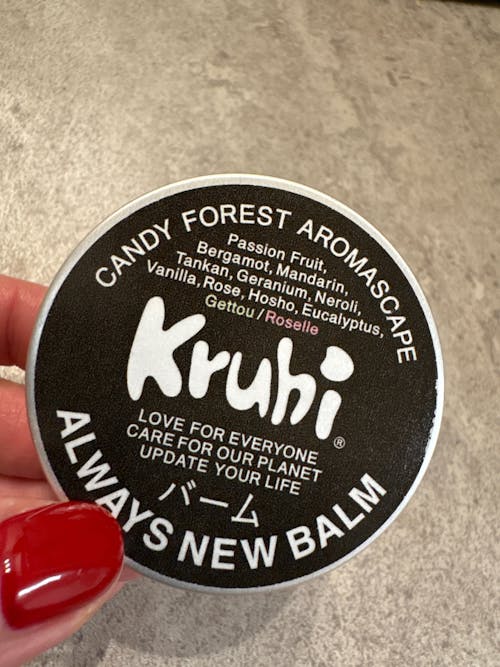 CANDY FOREST AROMASCAPE
Passion Fruit,
Bergamot, Mandarin,
Tankan, Geranium, Neroli,
Vanilla, Rose, Hosho, Eucalyptus,
Gettou / Roselle
Kruhi®
LOVE FOR EVERYONE
CARE FOR OUR PLANET
UPDATE YOUR LIFE
バーム
ALWAYS NEW BALM